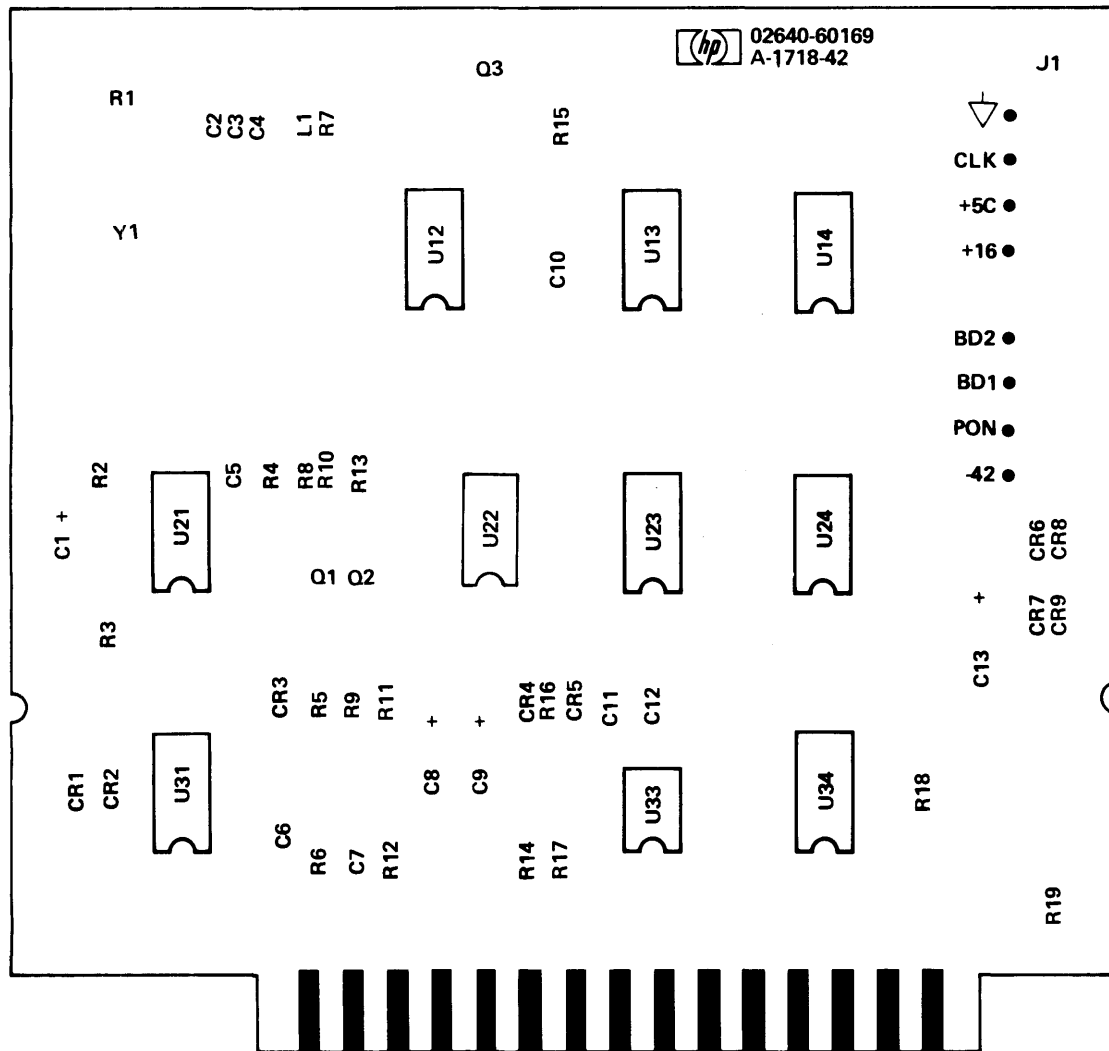 hp 02640-60169
A-1718-42
J1
Q3
R1
C2
C3
C4
L1
R7
R15
CLK
+5C
+16
BD2
BD1
PON
-42
Y1
U12
C10
U13
U14
R2
C5
R4
R8
R10
R13
C1 +
U21
U22
U23
U24
CR6
CR8
Q1
Q2
+
CR7
CR9
R3
C13
CR3
R5
R9
R11
+
+
CR4
R16
CR5
C11
C12
CR1
CR2
U31
C8
C9
U33
U34
R18
C6
R6
C7
R12
R14
R17
R19